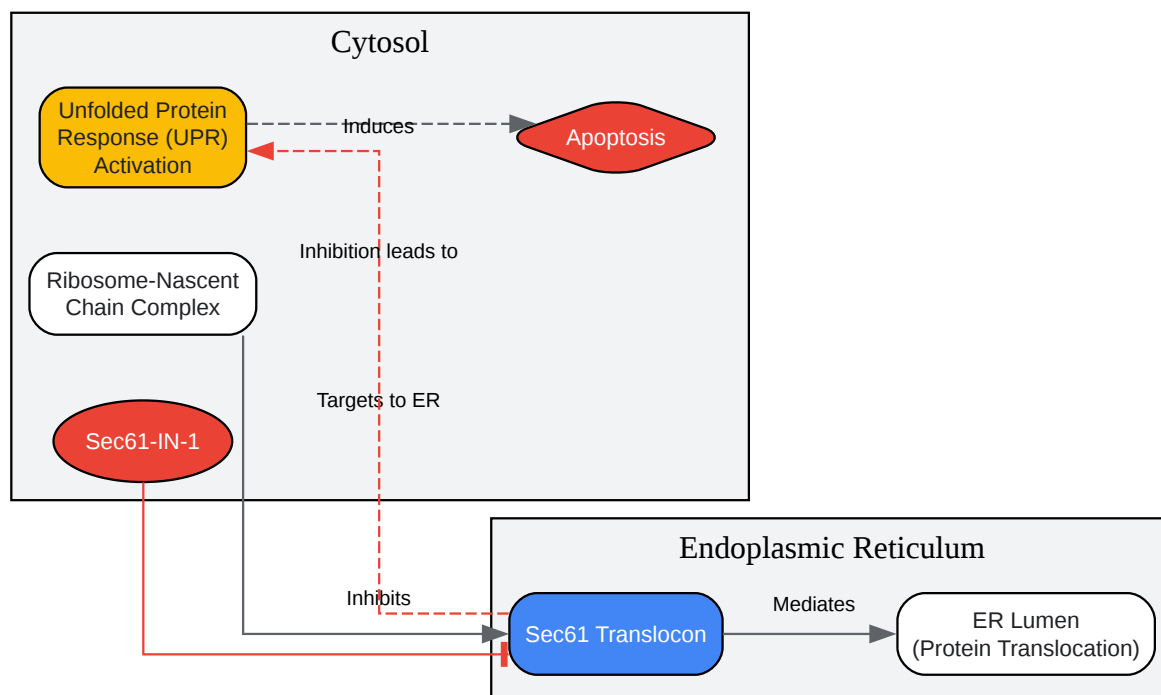 Cytosol
Unfolded Protein
Response (UPR)
Activation
Induces
Apoptosis
Inhibition leads to
Ribosome-Nascent
Chain Complex
Targets to ER
Sec61-IN-1
Endoplasmic Reticulum
Inhibits
Sec61 Translocon
Mediates
ER Lumen
(Protein Translocation)